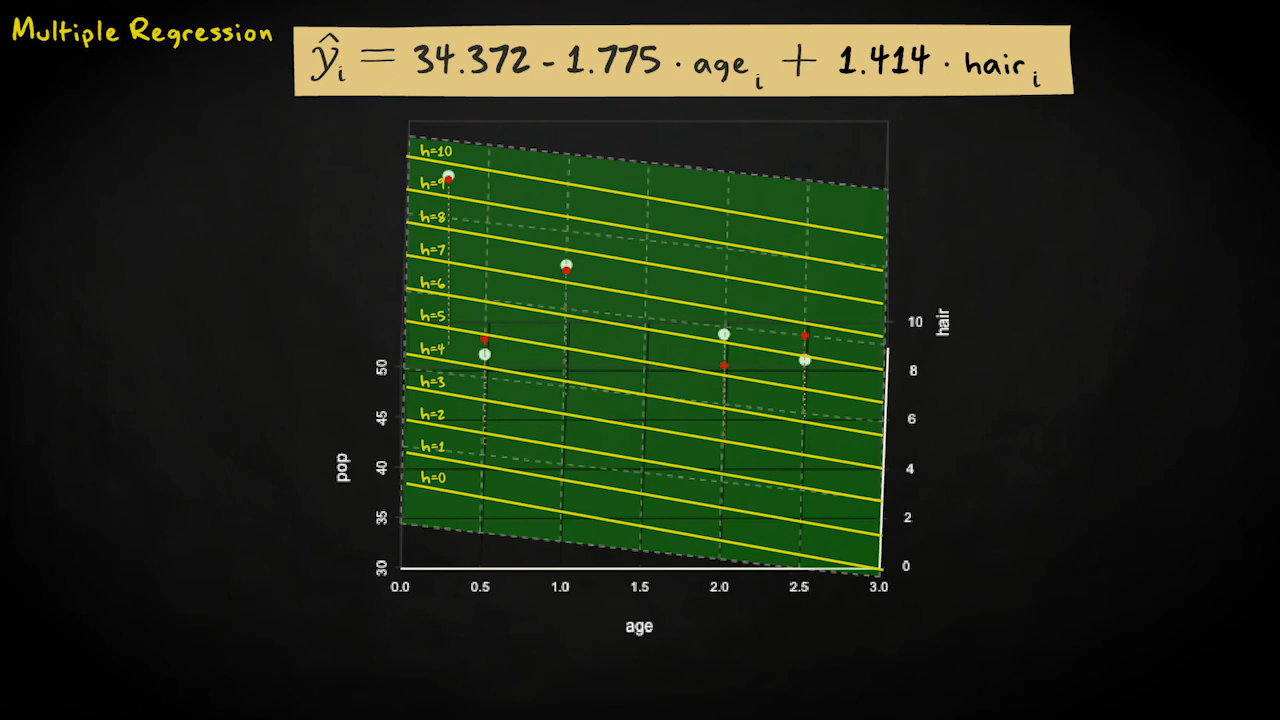 Multiple Regression
ŷᵢ = 34.372 - 1.775 · ageᵢ + 1.414 · hairᵢ
h=10
h=9
h=8
h=7
h=6
h=5
h=4
h=3
h=2
h=1
h=0
pop
50
45
40
35
30
0.0 0.5 1.0 1.5 2.0 2.5 3.0
age
10
8
6
4
2
0
hair